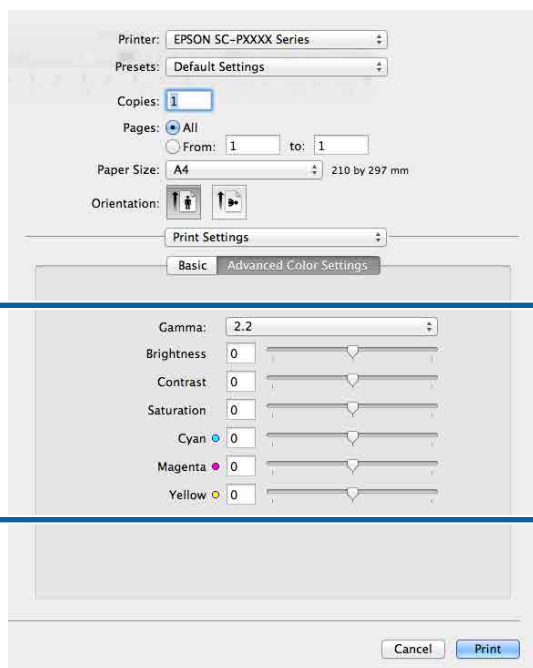 Printer: EPSON SC-PXXXX Series
Presets: Default Settings
Copies: 1
Pages: All
From: 1 to: 1
Paper Size: A4 210 by 297 mm
Orientation:
Print Settings
Basic Advanced Color Settings
Gamma: 2.2
Brightness 0
Contrast 0
Saturation 0
Cyan 0
Magenta 0
Yellow 0
Cancel Print